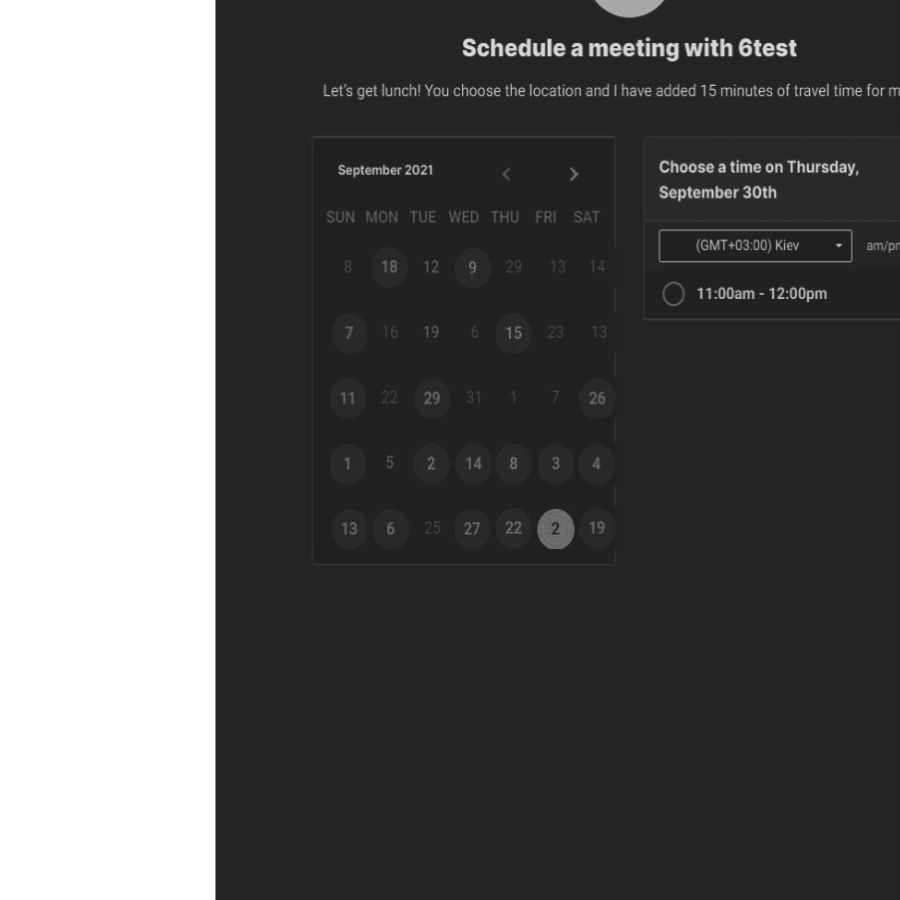 Schedule a meeting with 6test
Let's get lunch! You choose the location and I have added 15 minutes of travel time for m
September 2021
SUN MON TUE WED THU FRI SAT
8 18 12 9 29 13 14
7 16 19 6 15 23 13
11 22 29 31 1 7 26
1 5 2 14 8 3 4
13 6 25 27 22 2 19
Choose a time on Thursday,
September 30th
(GMT+03:00) Kiev am/pm
11:00am - 12:00pm